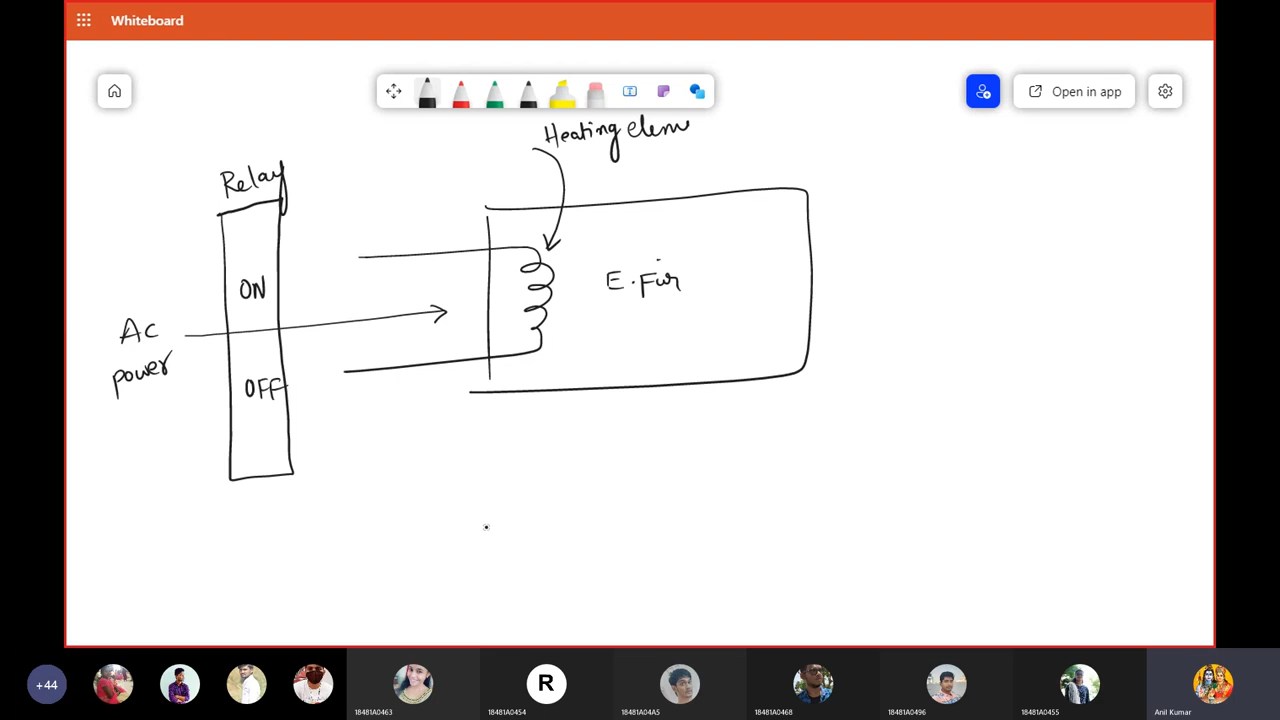 Whiteboard
Open in app
Heating eleme
Relay
ON
E. Fur
AC
power
OFF
+44
R
18481A0463
18481A0454
18481A04A5
18481A0468
18481A0496
18481A0455
Anil Kumar